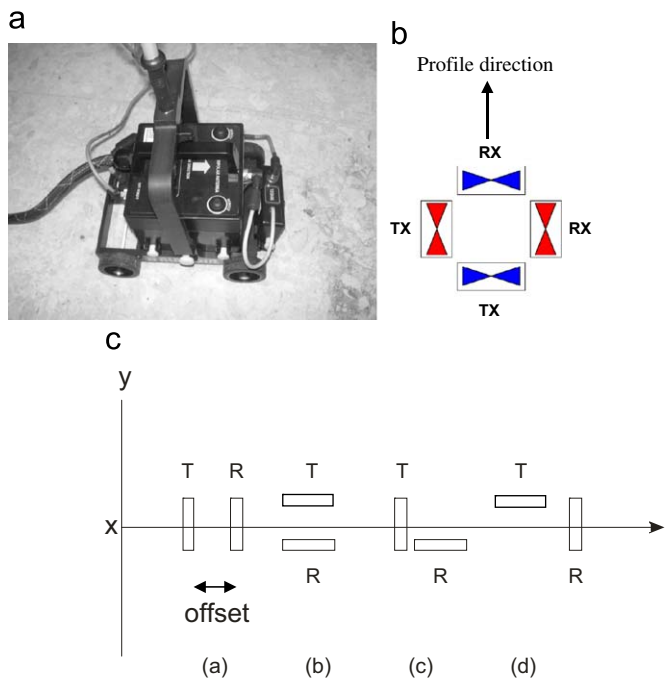 a
b
Profile direction
RX
TX
RX
TX
c
y
T R T T T
x
R R R
offset
(a) (b) (c) (d)